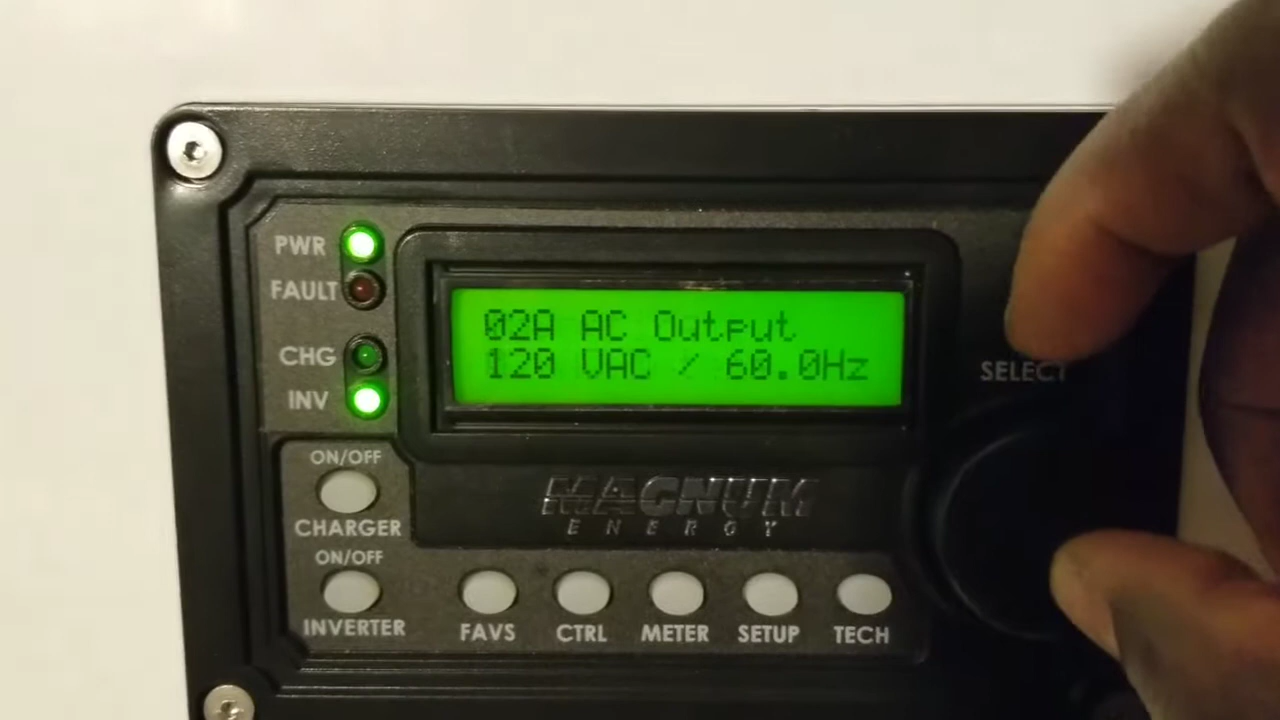 PWR
FAULT
CHG
INV
02A AC Output
120 VAC / 60.0Hz
SELECT
ON/OFF
CHARGER
ON/OFF
INVERTER
MAGNUM
ENERGY
FAVS
CTRL
METER
SETUP
TECH